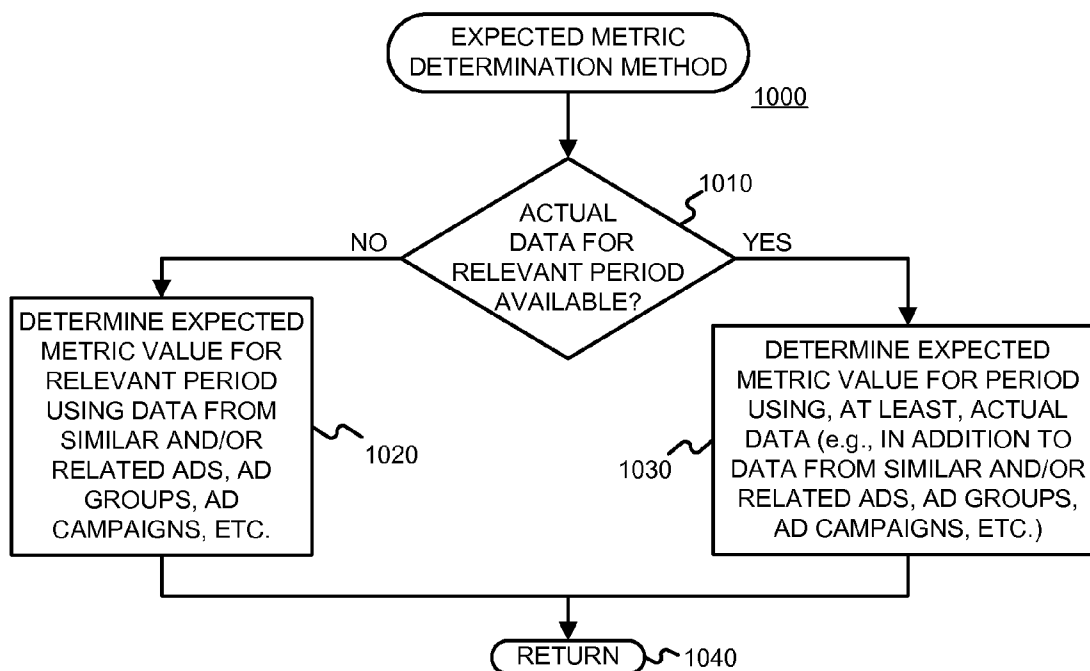 EXPECTED METRIC
DETERMINATION METHOD
1000
1010
ACTUAL
DATA FOR
RELEVANT PERIOD
AVAILABLE?
NO
YES
DETERMINE EXPECTED
METRIC VALUE FOR
RELEVANT PERIOD
USING DATA FROM
SIMILAR AND/OR
RELATED ADS, AD
GROUPS, AD
CAMPAIGNS, ETC.
1020
DETERMINE EXPECTED
METRIC VALUE FOR PERIOD
USING, AT LEAST, ACTUAL
DATA (e.g., IN ADDITION TO
DATA FROM SIMILAR AND/OR
RELATED ADS, AD GROUPS,
AD CAMPAIGNS, ETC.)
1030
RETURN
1040